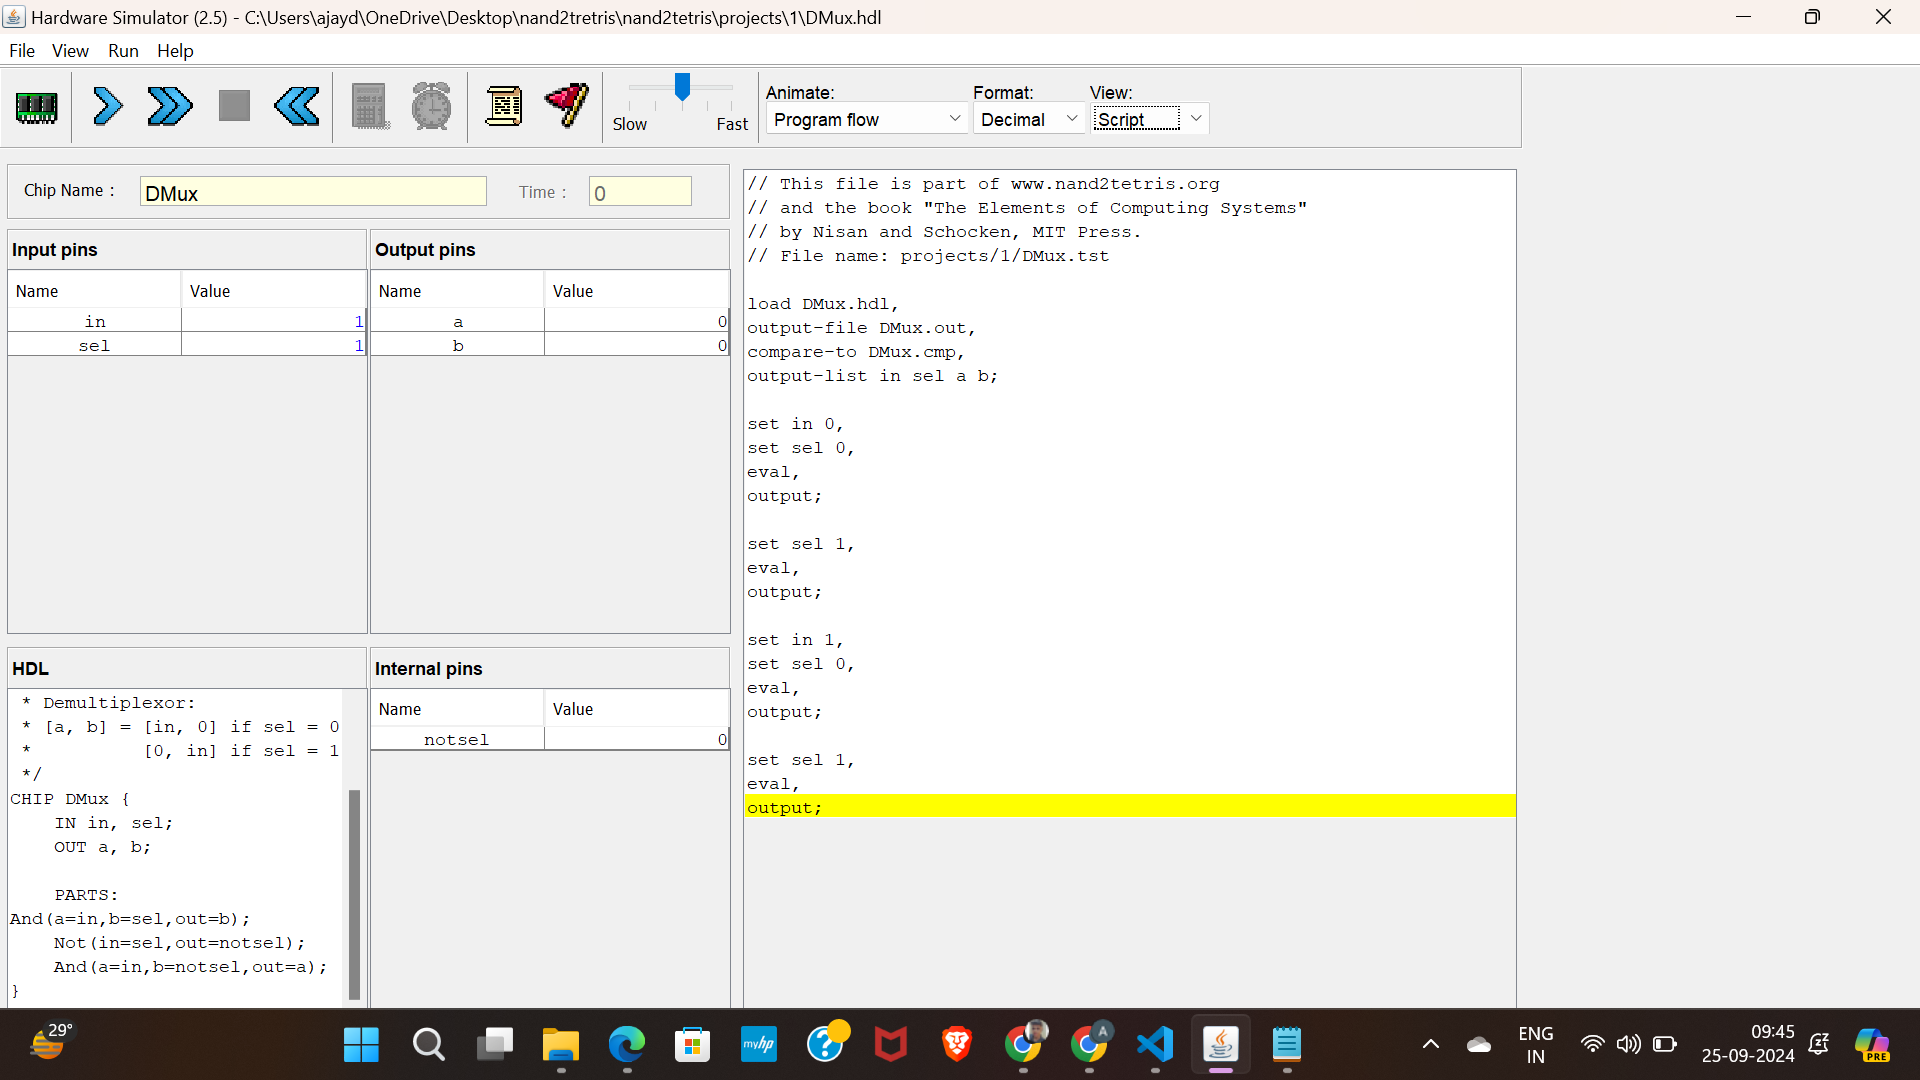 Hardware Simulator (2.5) - C:\Users\ajayd\OneDrive\Desktop\nand2tretris\nand2tetris\projects\1\DMux.hdl
File View Run Help
Slow Fast
Animate: Format: View:
Program flow Decimal Script
Chip Name : DMux Time : 0
Input pins
Name Value
in 1
sel 1
Output pins
Name Value
a 0
b 0
HDL
* Demultiplexor:
* [a, b] = [in, 0] if sel = 0
* [0, in] if sel = 1
*/
CHIP DMux {
IN in, sel;
OUT a, b;
PARTS:
And(a=in,b=sel,out=b);
Not(in=sel,out=notsel);
And(a=in,b=notsel,out=a);
}
Internal pins
Name Value
notsel 0
// This file is part of www.nand2tetris.org
// and the book "The Elements of Computing Systems"
// by Nisan and Schocken, MIT Press.
// File name: projects/1/DMux.tst
load DMux.hdl,
output-file DMux.out,
compare-to DMux.cmp,
output-list in sel a b;
set in 0,
set sel 0,
eval,
output;
set sel 1,
eval,
output;
set in 1,
set sel 0,
eval,
output;
set sel 1,
eval,
output;
29°
myhp
A
ENG
IN
09:45
25-09-2024
PRE